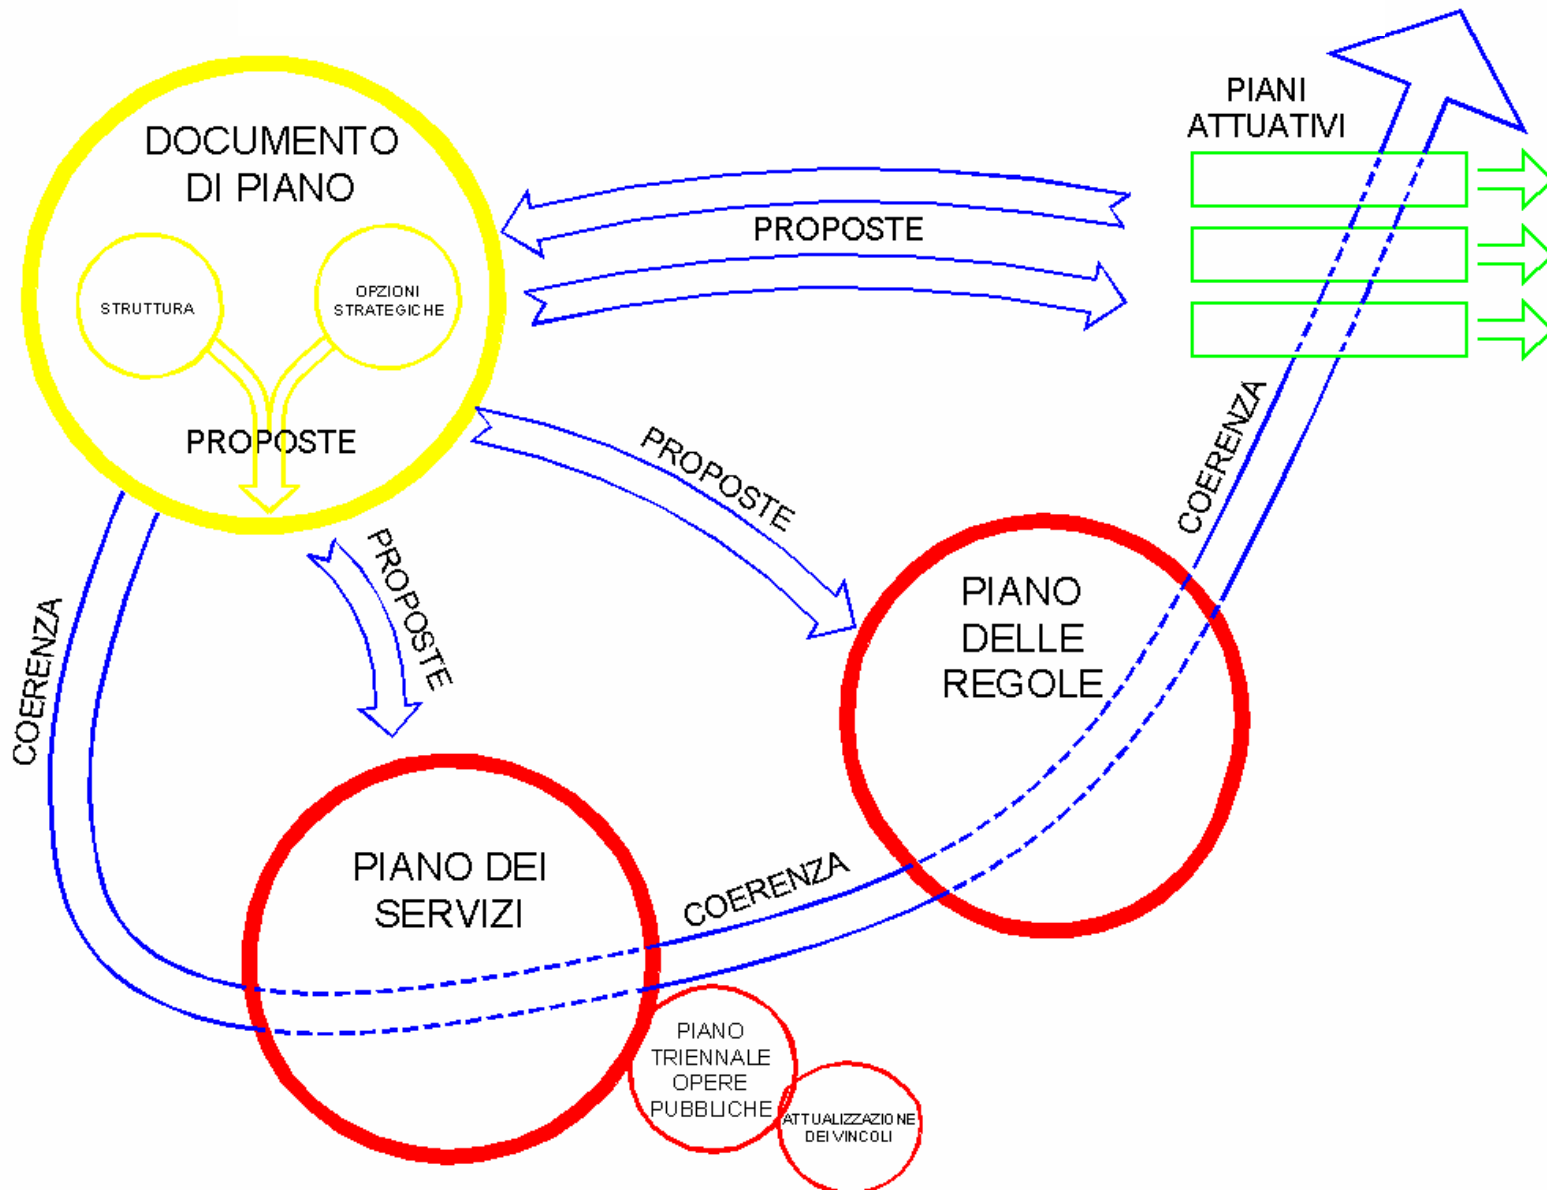 DOCUMENTO
DI PIANO
STRUTTURA
OPZIONI
STRATEGICHE
PROPOSTE
PROPOSTE
PIANI
ATTUATIVI
PROPOSTE
PROPOSTE
COERENZA
COERENZA
PIANO
DELLE
REGOLE
PIANO DEI
SERVIZI
COERENZA
PIANO
TRIENNALE
OPERE
PUBBLICHE
ATTUALIZZAZIONE
DEI VINCOLI